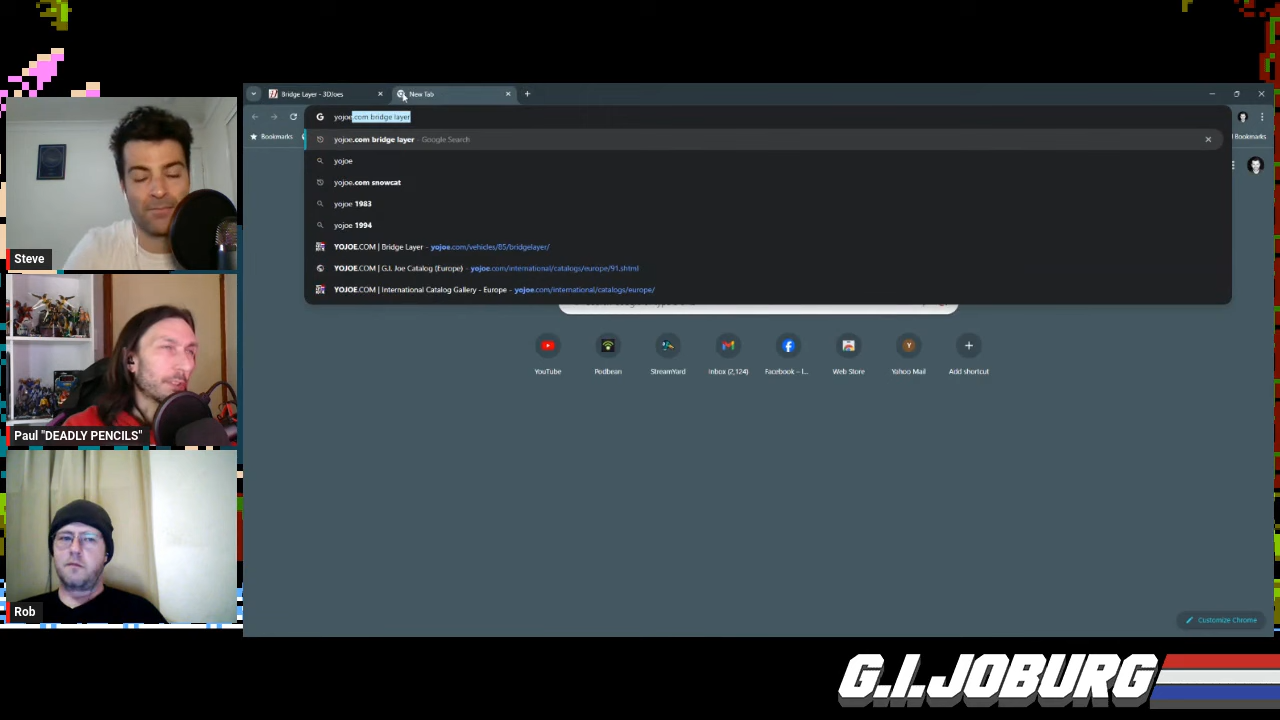 Bridge Layer - 3DJoes
New Tab
yojoe.com bridge layer
Bookmarks
Bookmarks
yojoe.com bridge layer - Google Search
yojoe
yojoe.com snowcat
yojoe 1983
yojoe 1994
YOJOE.COM | Bridge Layer - yojoe.com/vehicles/85/bridgelayer/
YOJOE.COM | G.I. Joe Catalog (Europe) - yojoe.com/international/catalogs/europe/91.shtml
YOJOE.COM | International Catalog Gallery - Europe - yojoe.com/international/catalogs/europe/
YouTube
Podbean
StreamYard
Inbox (2,124)
Facebook – l...
Web Store
Yahoo Mail
Add shortcut
Customize Chrome
Steve
Paul "DEADLY PENCILS"
Rob
G.I.JOBURG